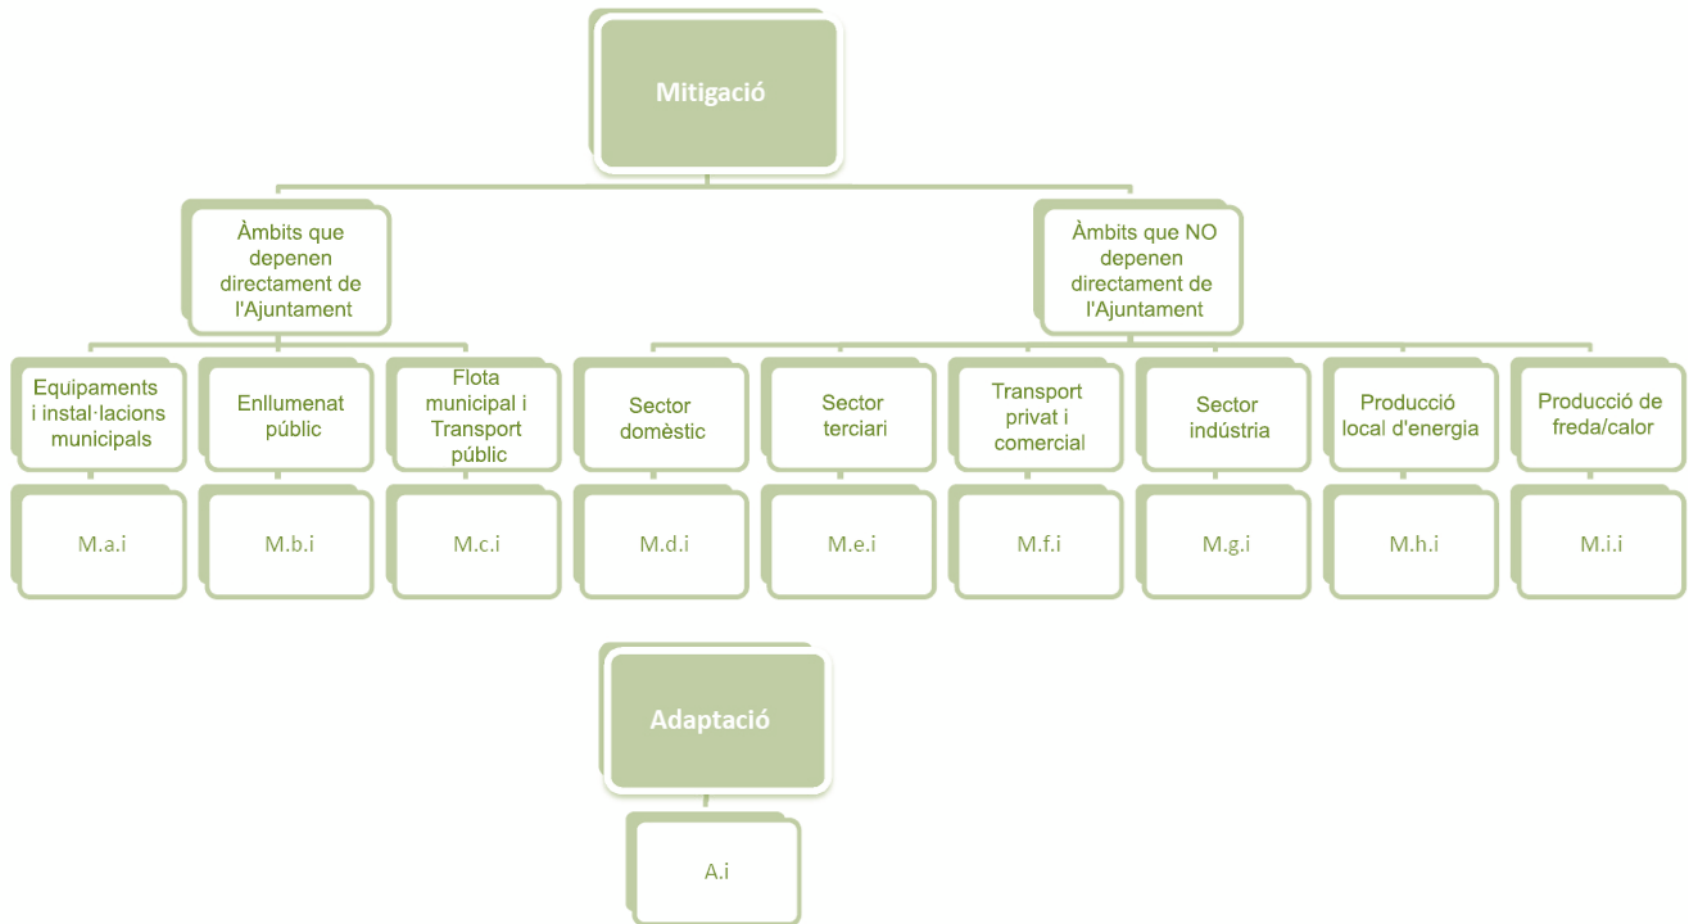 Mitigació
Àmbits que
depenen
directament de
l'Ajuntament
Àmbits que NO
depenen
directament de
l'Ajuntament
Equipaments
i instal·lacions
municipals
Enllumenat
públic
Flota
municipal i
Transport
públic
Sector
domèstic
Sector
terciari
Transport
privat i
comercial
Sector
indústria
Producció
local d'energia
Producció de
freda/calor
M.a.i
M.b.i
M.c.i
M.d.i
M.e.i
M.f.i
M.g.i
M.h.i
M.i.i
Adaptació
A.i